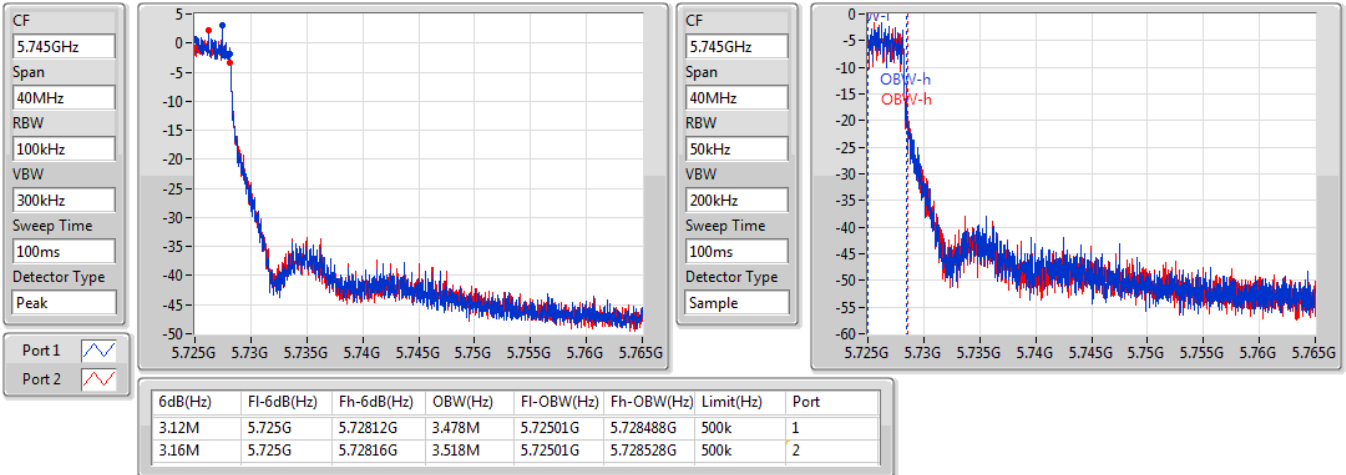 CF
5.745GHz
Span
40MHz
RBW
100kHz
VBW
300kHz
Sweep Time
100ms
Detector Type
Peak
Port 1
Port 2
5
0
-5
-10
-15
-20
-25
-30
-35
-40
-45
-50
5.725G 5.73G 5.735G 5.74G 5.745G 5.75G 5.755G 5.76G 5.765G
CF
5.745GHz
Span
40MHz
RBW
50kHz
VBW
200kHz
Sweep Time
100ms
Detector Type
Sample
0
-5
-10
-15
-20
-25
-30
-35
-40
-45
-50
-55
-60
OBW-h
OBW-h
5.725G 5.73G 5.735G 5.74G 5.745G 5.75G 5.755G 5.76G 5.765G
6dB(Hz) Fl-6dB(Hz) Fh-6dB(Hz) OBW(Hz) Fl-OBW(Hz) Fh-OBW(Hz) Limit(Hz) Port
3.12M 5.725G 5.72812G 3.478M 5.72501G 5.728488G 500k 1
3.16M 5.725G 5.72816G 3.518M 5.72501G 5.728528G 500k 2